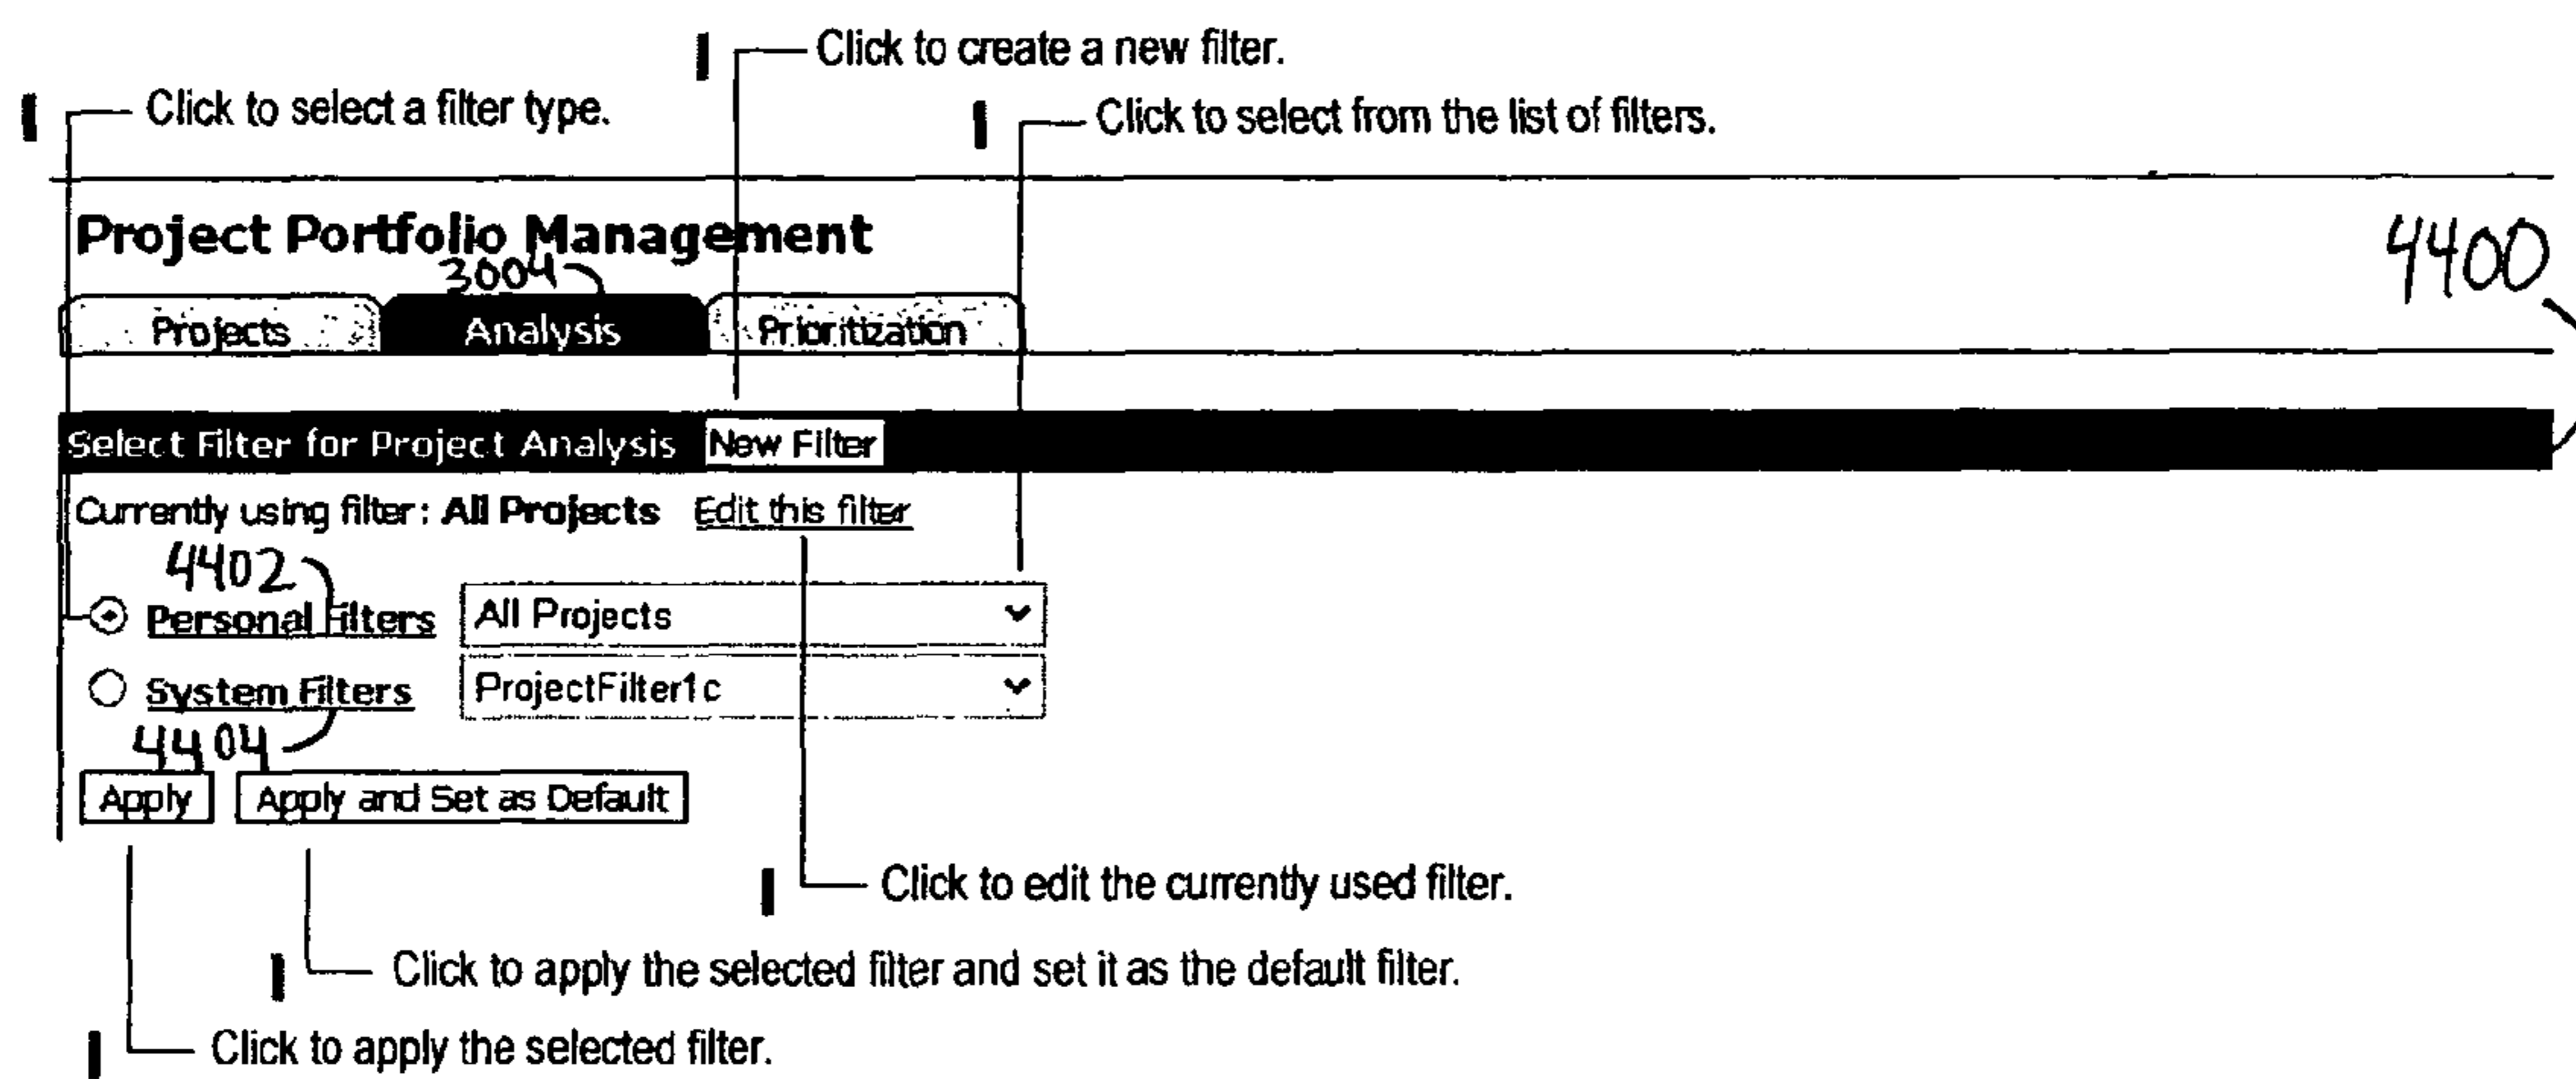 Click to create a new filter.
Click to select a filter type.
Click to select from the list of filters.
Project Portfolio Management
4400
3004
Projects Analysis Prioritization
Select Filter for Project Analysis New Filter
Currently using filter: All Projects Edit this filter
4402
Personal Filters All Projects
System Filters ProjectFilter1c
4404
Apply Apply and Set as Default
Click to edit the currently used filter.
Click to apply the selected filter and set it as the default filter.
Click to apply the selected filter.